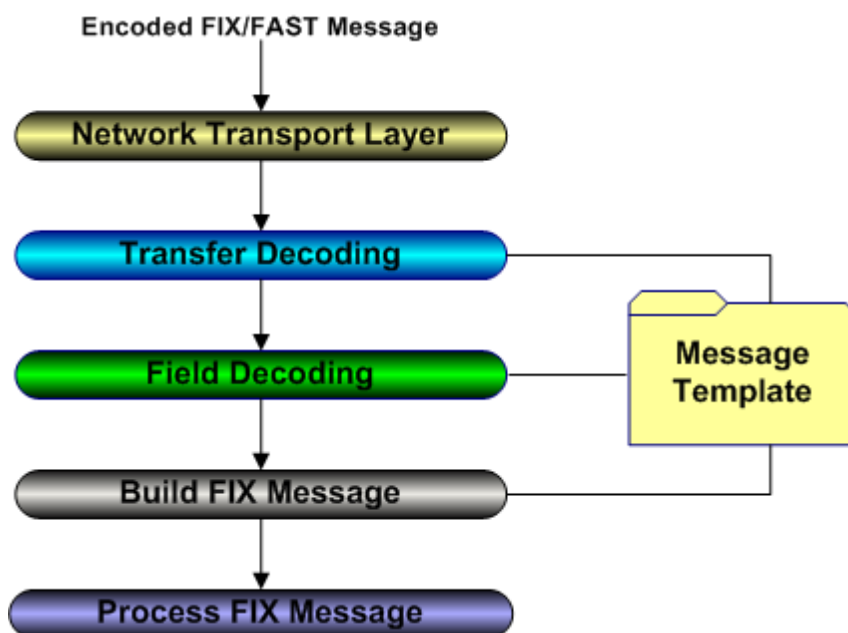 Encoded FIX/FAST Message
Network Transport Layer
Transfer Decoding
Field Decoding
Message
Template
Build FIX Message
Process FIX Message